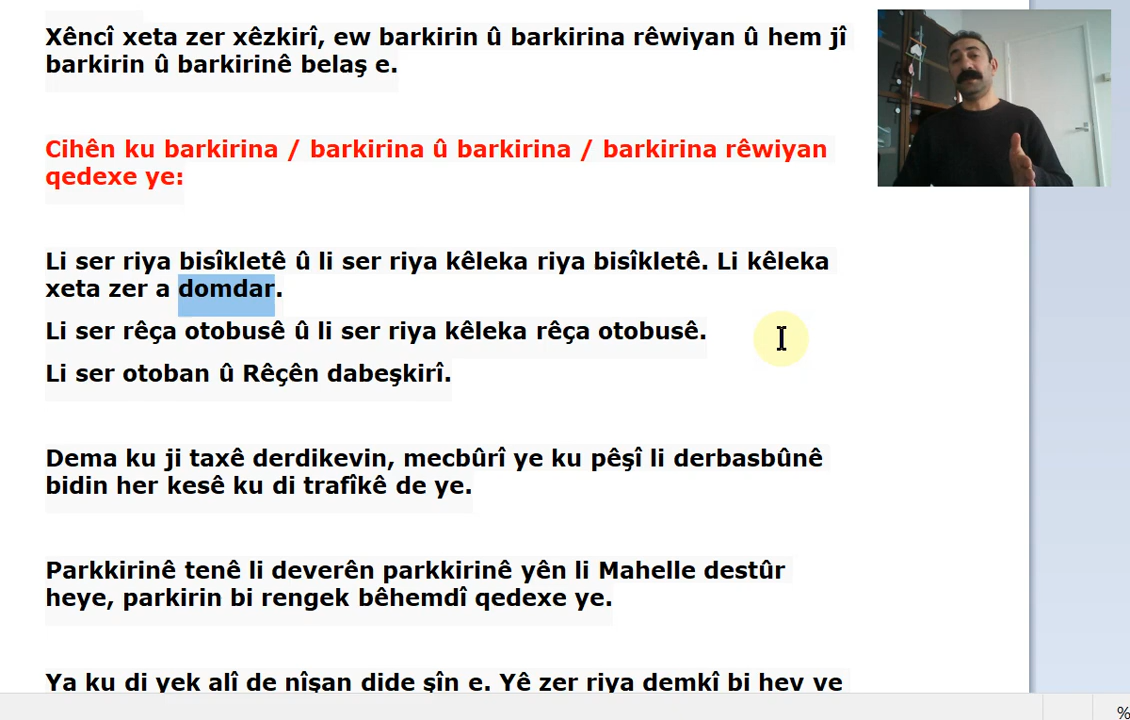 Xêncî xeta zer xêzkirî, ew barkirin û barkirina rêwiyan û hem jî
barkirin û barkirinê belaş e.
Cihên ku barkirina / barkirina û barkirina / barkirina rêwiyan
qedexe ye:
Li ser riya bisîkletê û li ser riya kêleka riya bisîkletê. Li kêleka
xeta zer a domdar.
Li ser rêça otobusê û li ser riya kêleka rêça otobusê.
Li ser otoban û Rêçên dabeşkirî.
Dema ku ji taxê derdikevin, mecbûrî ye ku pêşî li derbasbûnê
bidin her kesê ku di trafîkê de ye.
Parkkirinê tenê li deverên parkkirinê yên li Mahelle destûr
heye, parkirin bi rengek bêhemdî qedexe ye.
Ya ku di yek alî de nîşan dide şîn e. Yê zer riya demkî bi hev ve
%